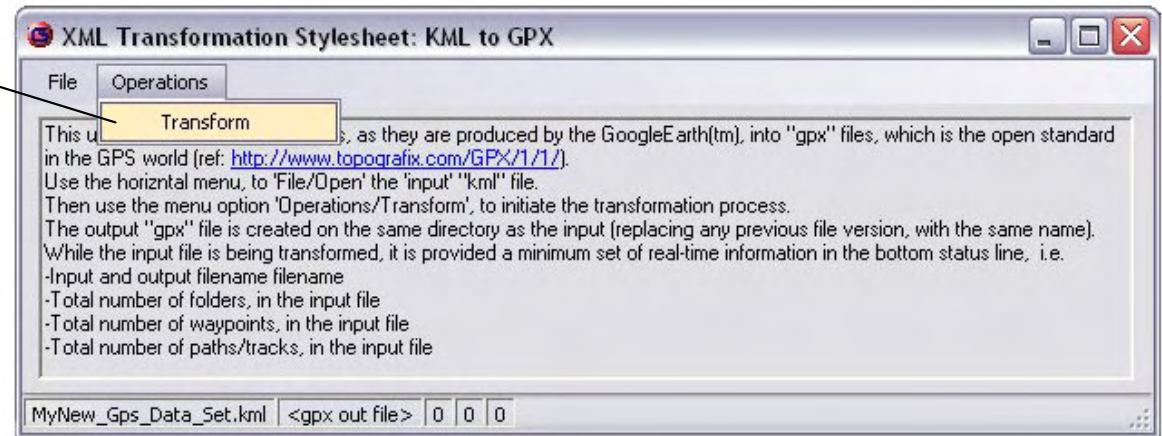 XML Transformation Stylesheet: KML to GPX
File Operations
Transform
This u s, as they are produced by the GoogleEarth(tm), into "gpx" files, which is the open standard
in the GPS world (ref: http://www.topografix.com/GPX/1/1/).
Use the horizntal menu, to 'File/Open' the 'input' "kml" file.
Then use the menu option 'Operations/Transform', to initiate the transformation process.
The output "gpx" file is created on the same directory as the input (replacing any previous file version, with the same name).
While the input file is being transformed, it is provided a minimum set of real-time information in the bottom status line, i.e.
-Input and output filename filename
-Total number of folders, in the input file
-Total number of waypoints, in the input file
-Total number of paths/tracks, in the input file
MyNew_Gps_Data_Set.kml <gpx out file> 0 0 0